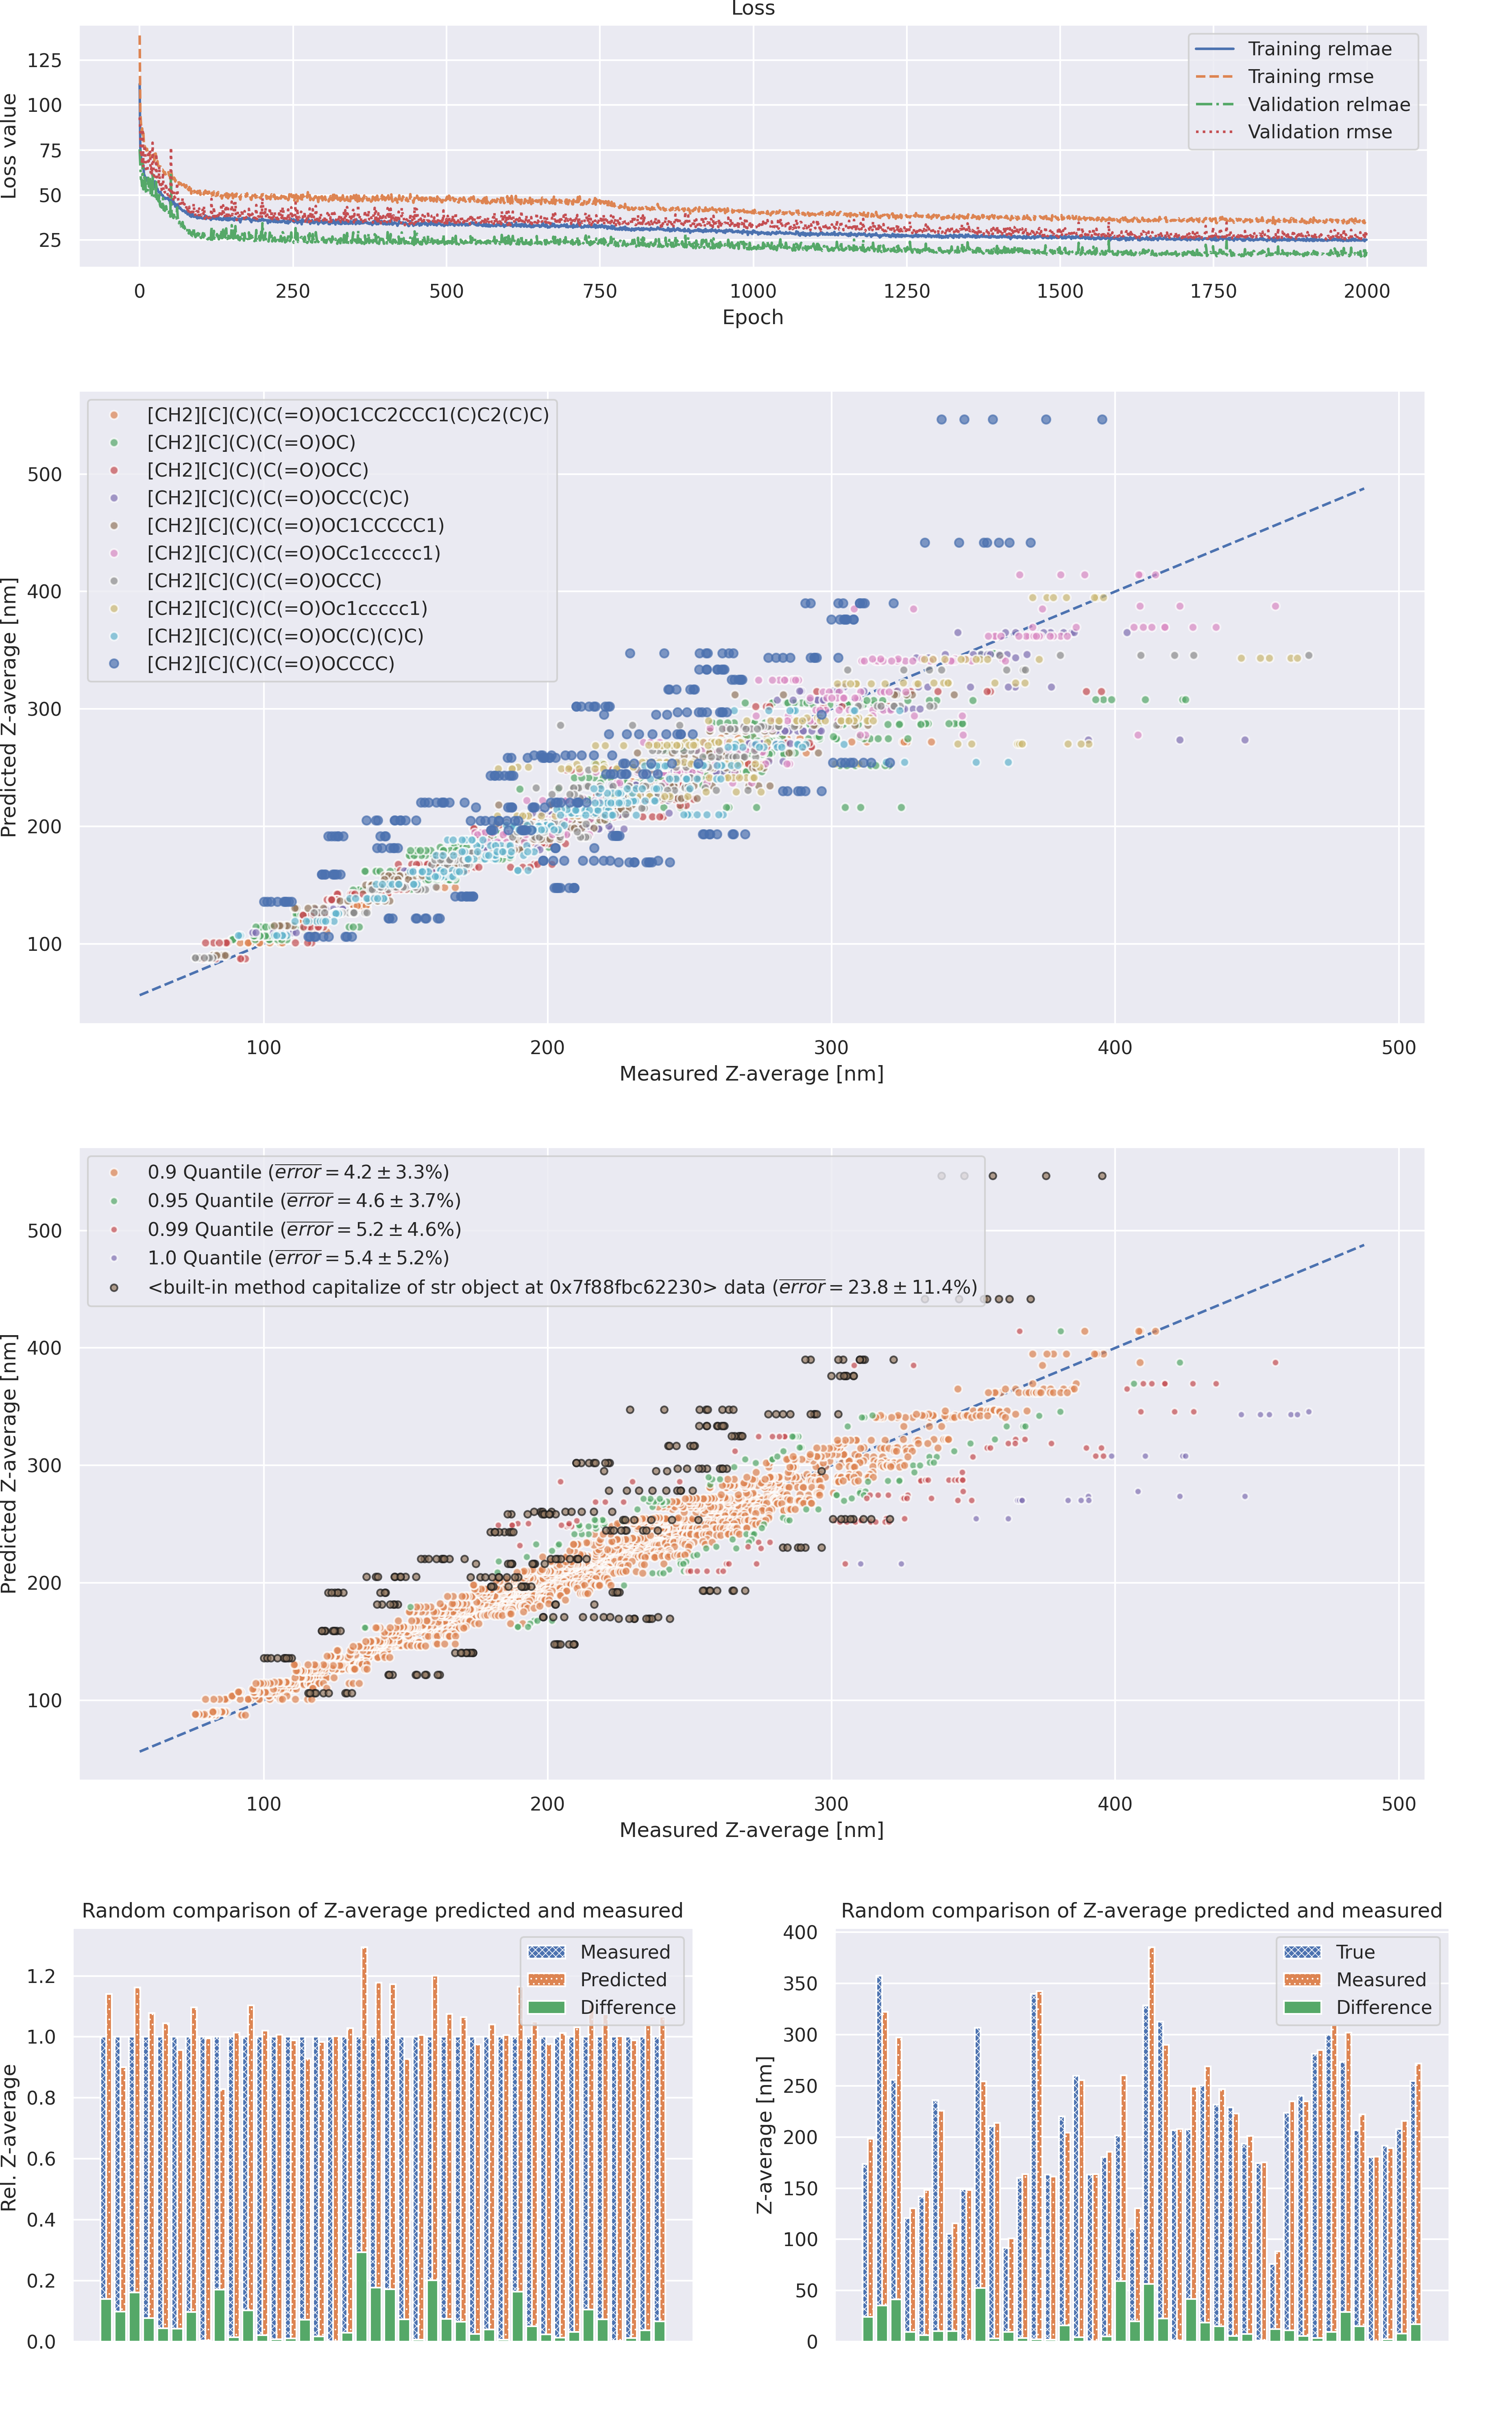 Loss
125
100
75
50
25
Loss value
Training relmae
Training rmse
Validation relmae
Validation rmse
0 250 500 750 1000 1250 1500 1750 2000
Epoch
[CH2][C](C)(C(=O)OC1CC2CCC1(C)C2(C)C)
[CH2][C](C)(C(=O)OC)
[CH2][C](C)(C(=O)OCC)
[CH2][C](C)(C(=O)OCC(C)C)
[CH2][C](C)(C(=O)OC1CCCCC1)
[CH2][C](C)(C(=O)OCc1ccccc1)
[CH2][C](C)(C(=O)OCCC)
[CH2][C](C)(C(=O)Oc1ccccc1)
[CH2][C](C)(C(=O)OC(C)(C)C)
[CH2][C](C)(C(=O)OCCCC)
500
400
300
200
100
Predicted Z-average [nm]
100 200 300 400 500
Measured Z-average [nm]
0.9 Quantile (error = 4.2 ± 3.3%)
0.95 Quantile (error = 4.6 ± 3.7%)
0.99 Quantile (error = 5.2 ± 4.6%)
1.0 Quantile (error = 5.4 ± 5.2%)
<built-in method capitalize of str object at 0x7f88fbc62230> data (error = 23.8 ± 11.4%)
500
400
300
200
100
Predicted Z-average [nm]
100 200 300 400 500
Measured Z-average [nm]
Random comparison of Z-average predicted and measured
Measured
Predicted
Difference
1.2
1.0
0.8
0.6
0.4
0.2
0.0
Rel. Z-average
Random comparison of Z-average predicted and measured
True
Measured
Difference
400
350
300
250
200
150
100
50
0
Z-average [nm]